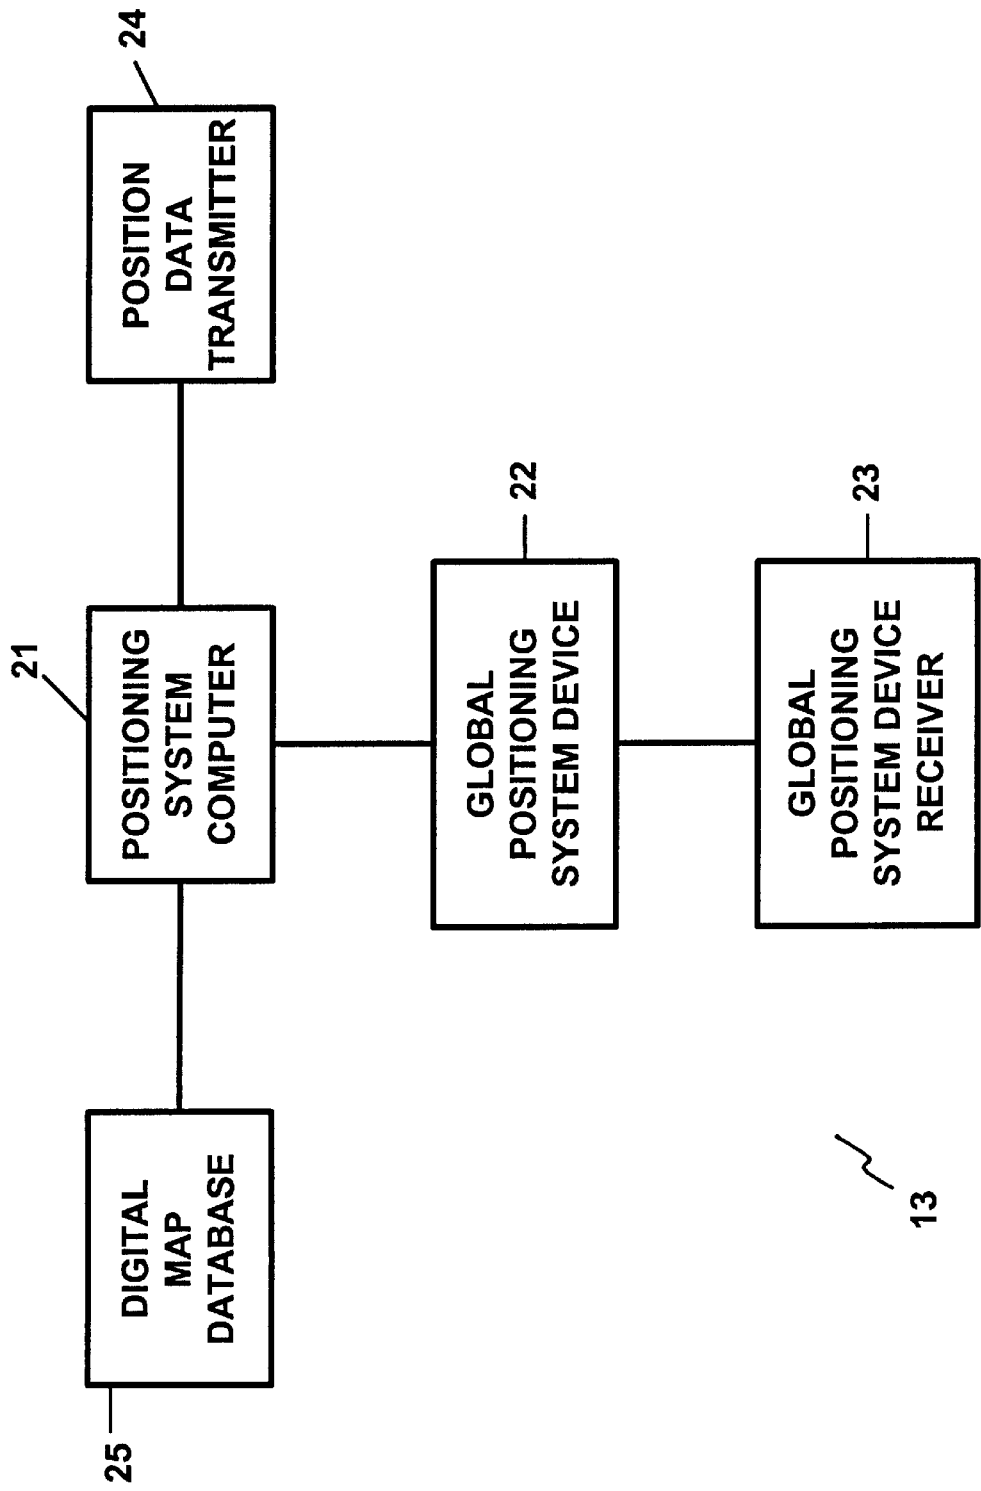 21
24
DIGITAL
MAP
DATABASE
25
POSITIONING
SYSTEM
COMPUTER
POSITION
DATA
TRANSMITTER
GLOBAL
POSITIONING
SYSTEM DEVICE
22
GLOBAL
POSITIONING
SYSTEM DEVICE
RECEIVER
23
13